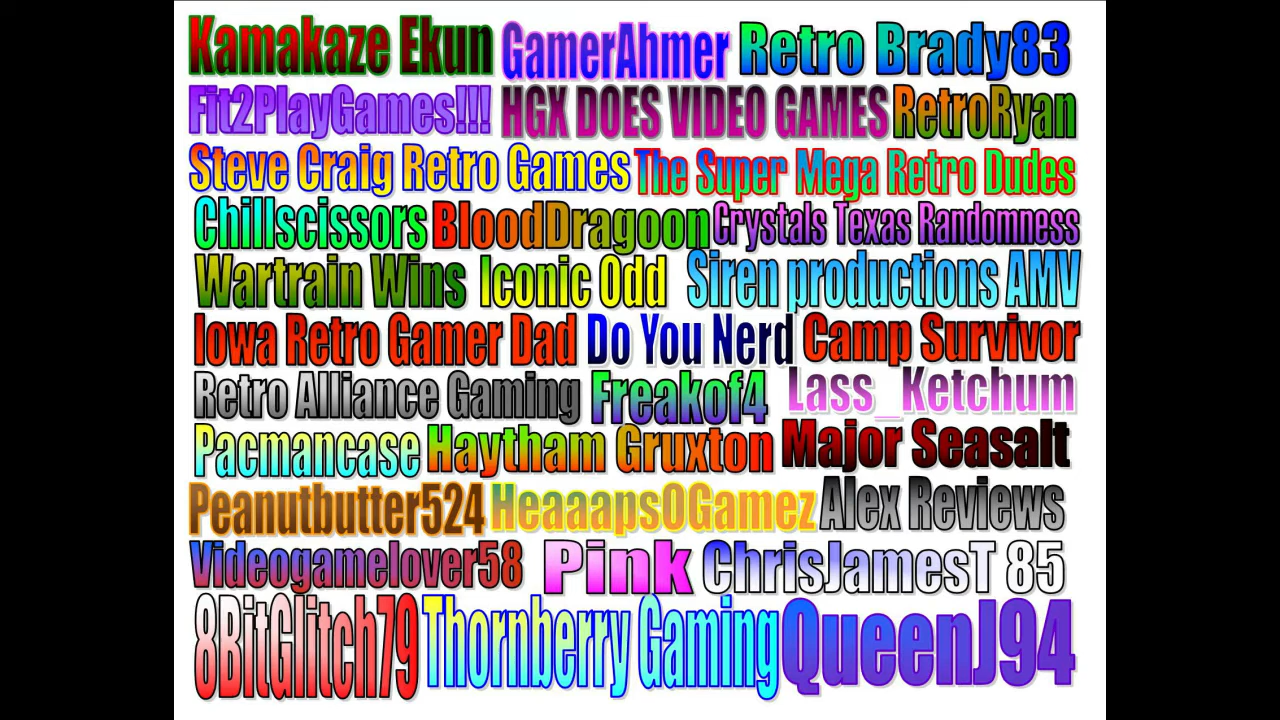 Kamakaze Ekun GamerAhmer Retro Brady83
Fit2PlayGames!!! HGX DOES VIDEO GAMES RetroRyan
Steve Craig Retro Games The Super Mega Retro Dudes
Chillscissors BloodDragoon Crystals Texas Randomness
Wartrain Wins Iconic Odd Siren productions AMV
Iowa Retro Gamer Dad Do You Nerd Camp Survivor
Retro Alliance Gaming Freakof4 Lass_Ketchum
Pacmancase Haytham Gruxton Major Seasalt
Peanutbutter524 HeaaapsOGamez Alex Reviews
Videogamelover58 Pink ChrisJamesT 85
8BitGlitch79 Thornberry Gaming QueenJ94